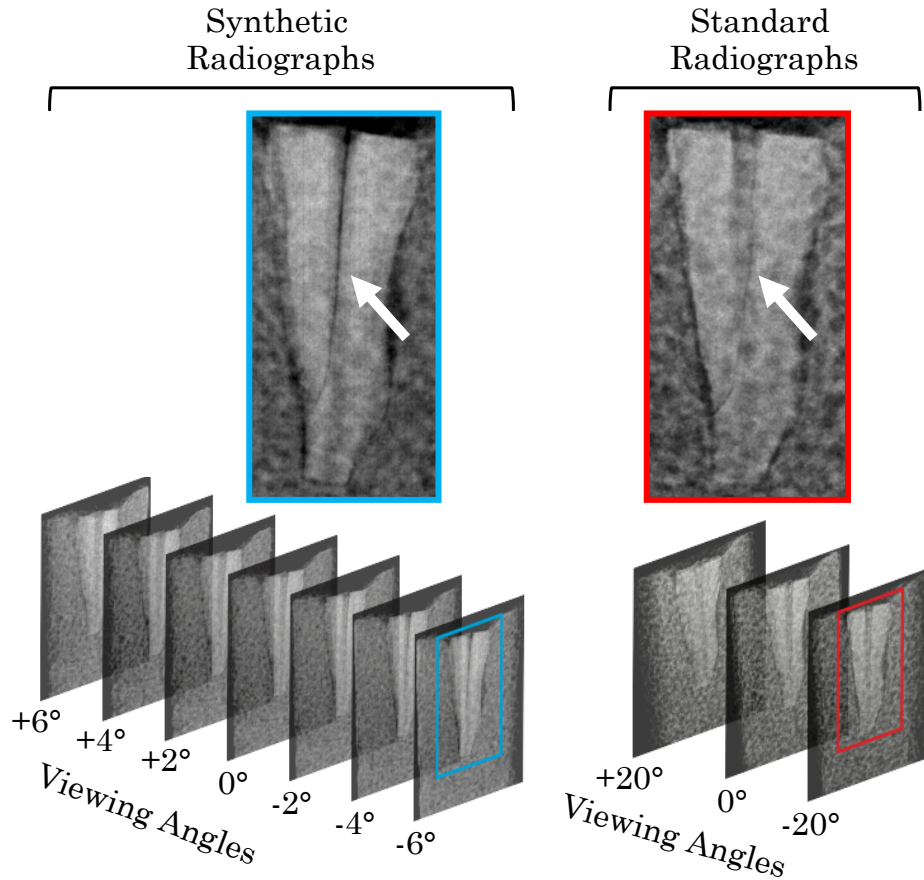 Synthetic
Radiographs
Standard
Radiographs
+6°
+4°
+2°
0°
-2°
-4°
-6°
Viewing Angles
+20°
0°
-20°
Viewing Angles